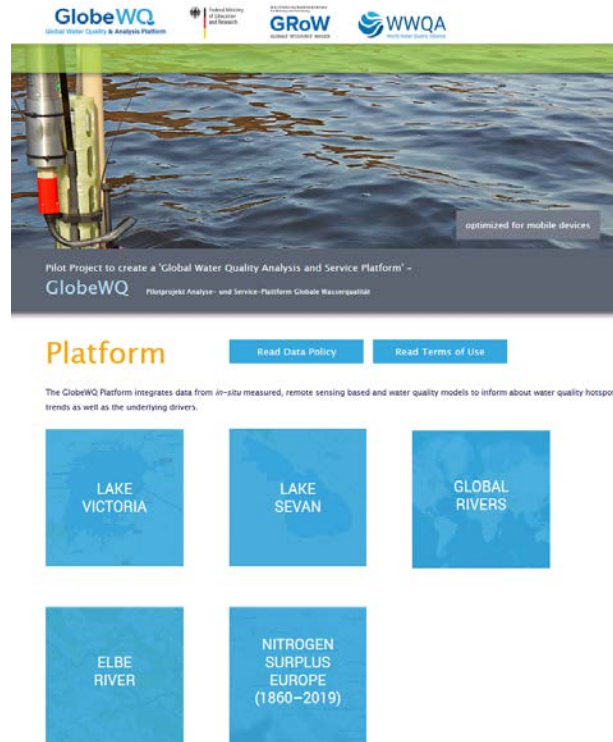 GlobeWQ
Global Water Quality & Analysis Platform
Federal Ministry
of Education
and Research
GRoW
GLOBALE RESSOURCE WASSER
WWQA
World Water Quality Alliance
optimized for mobile devices
Pilot Project to create a 'Global Water Quality Analysis and Service Platform' –
GlobeWQ Pilotprojekt Analyse- und Service-Plattform Globale Wasserqualität
Platform
Read Data Policy
Read Terms of Use
The GlobeWQ Platform integrates data from in-situ measured, remote sensing based and water quality models to inform about water quality hotspot
trends as well as the underlying drivers.
LAKE
VICTORIA
LAKE
SEVAN
GLOBAL
RIVERS
ELBE
RIVER
NITROGEN
SURPLUS
EUROPE
(1860–2019)